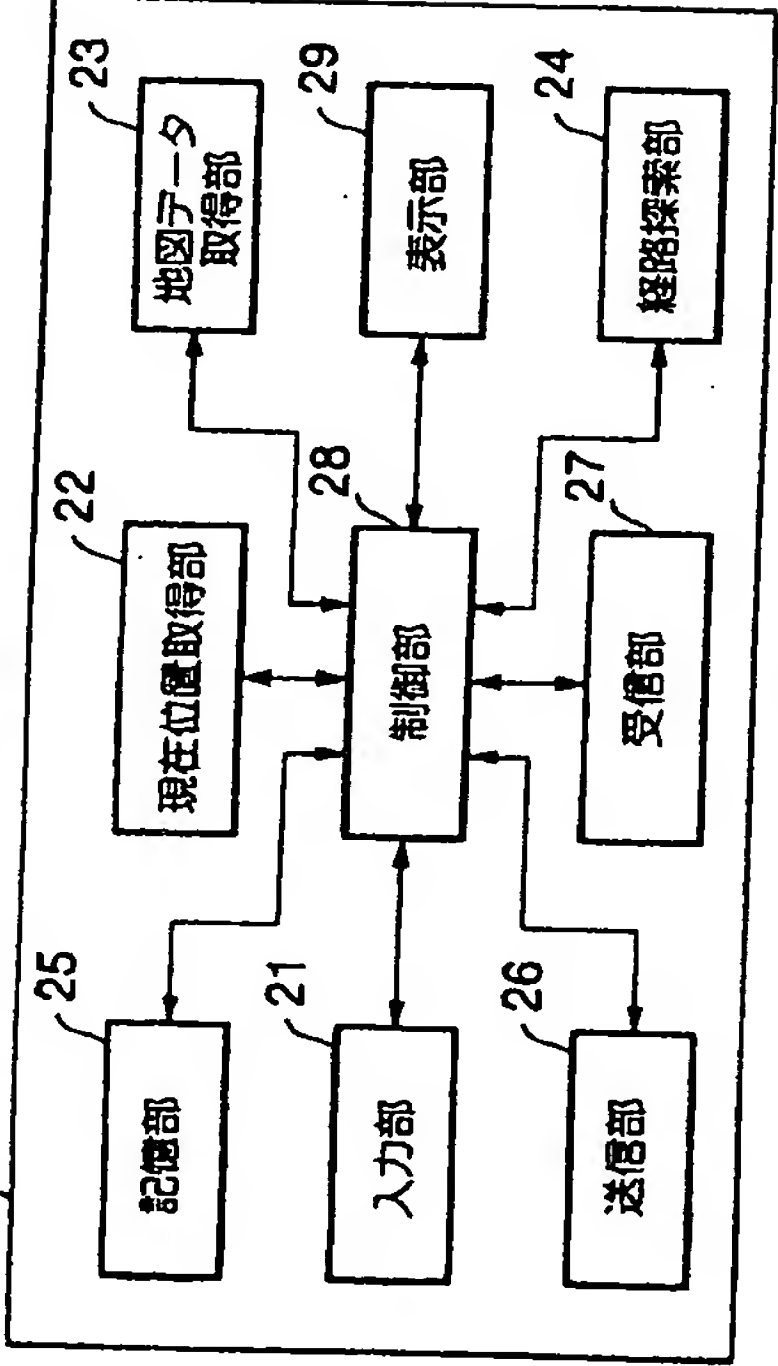 25
記憶部
22
現在位置取得部
23
地図データ
取得部
21
入力部
28
制御部
29
表示部
26
送信部
27
受信部
24
経路探索部